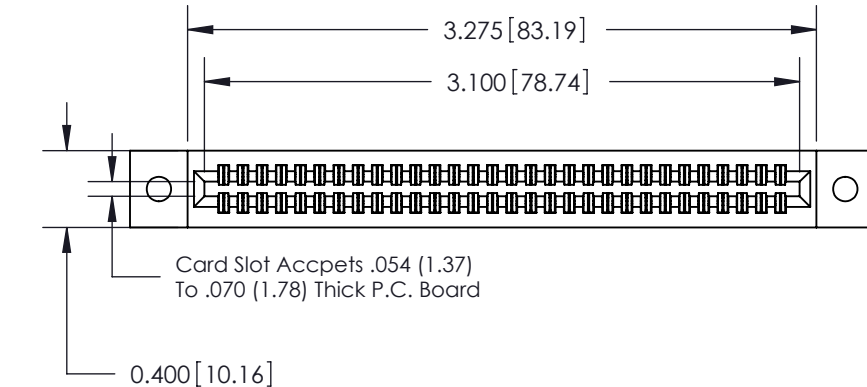 3.275[83.19]
3.100[78.74]
Card Slot Accpets .054 (1.37)
To .070 (1.78) Thick P.C. Board
0.400[10.16]